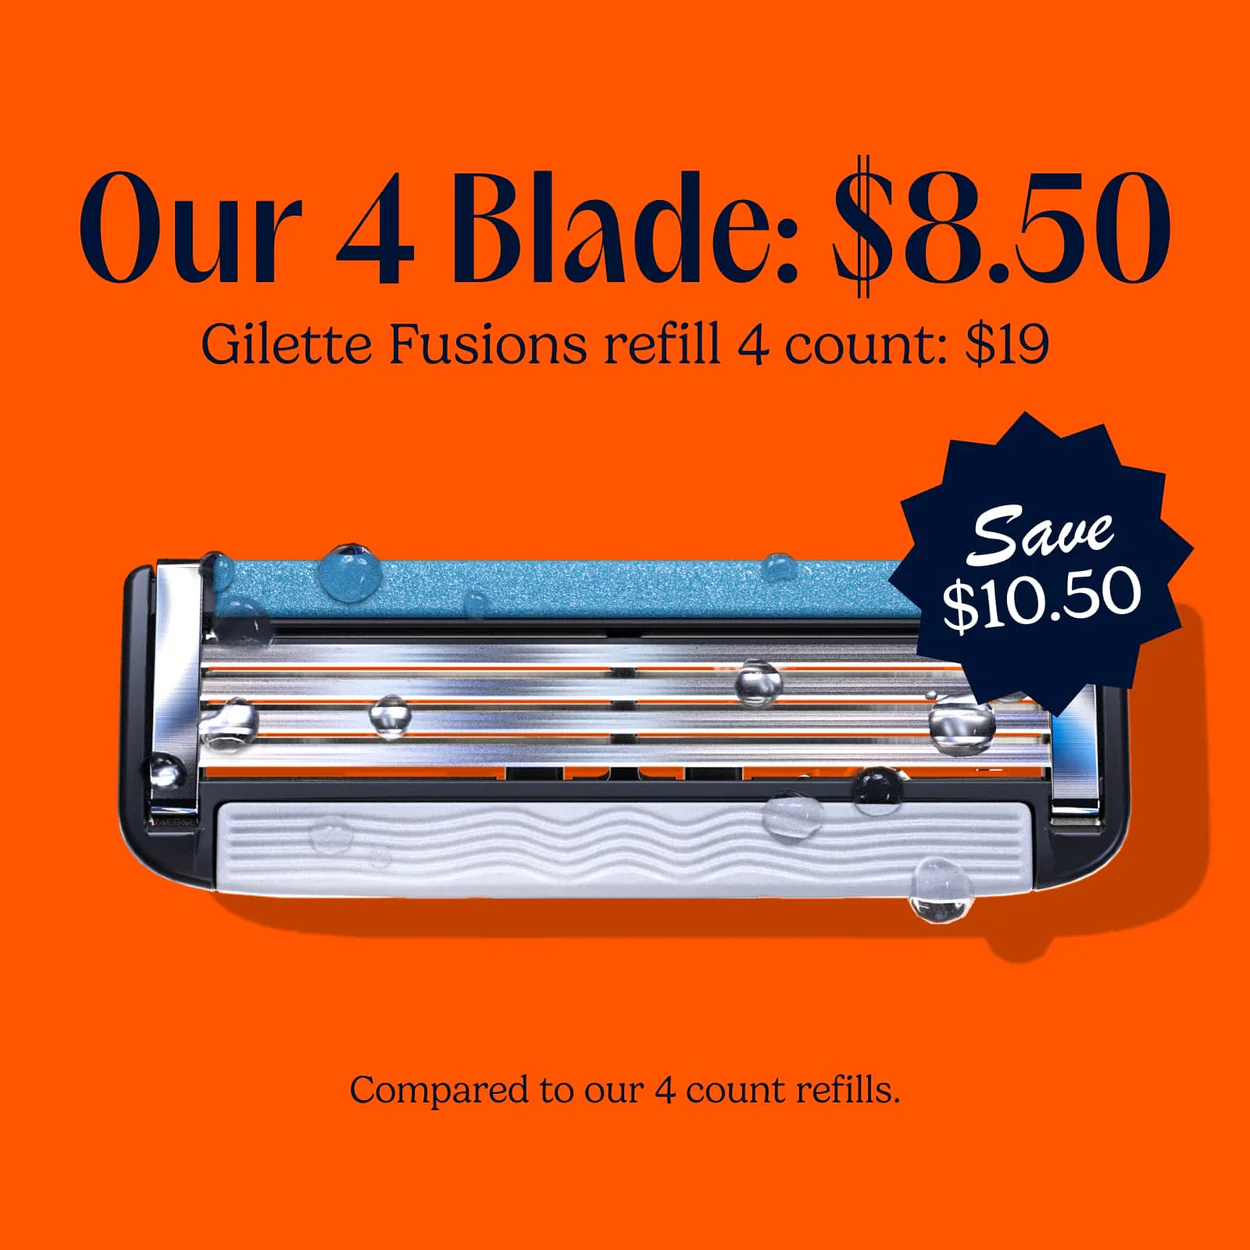 Our 4 Blade: $8.50
Gilette Fusions refill 4 count: $19
Save
$10.50
Compared to our 4 count refills.